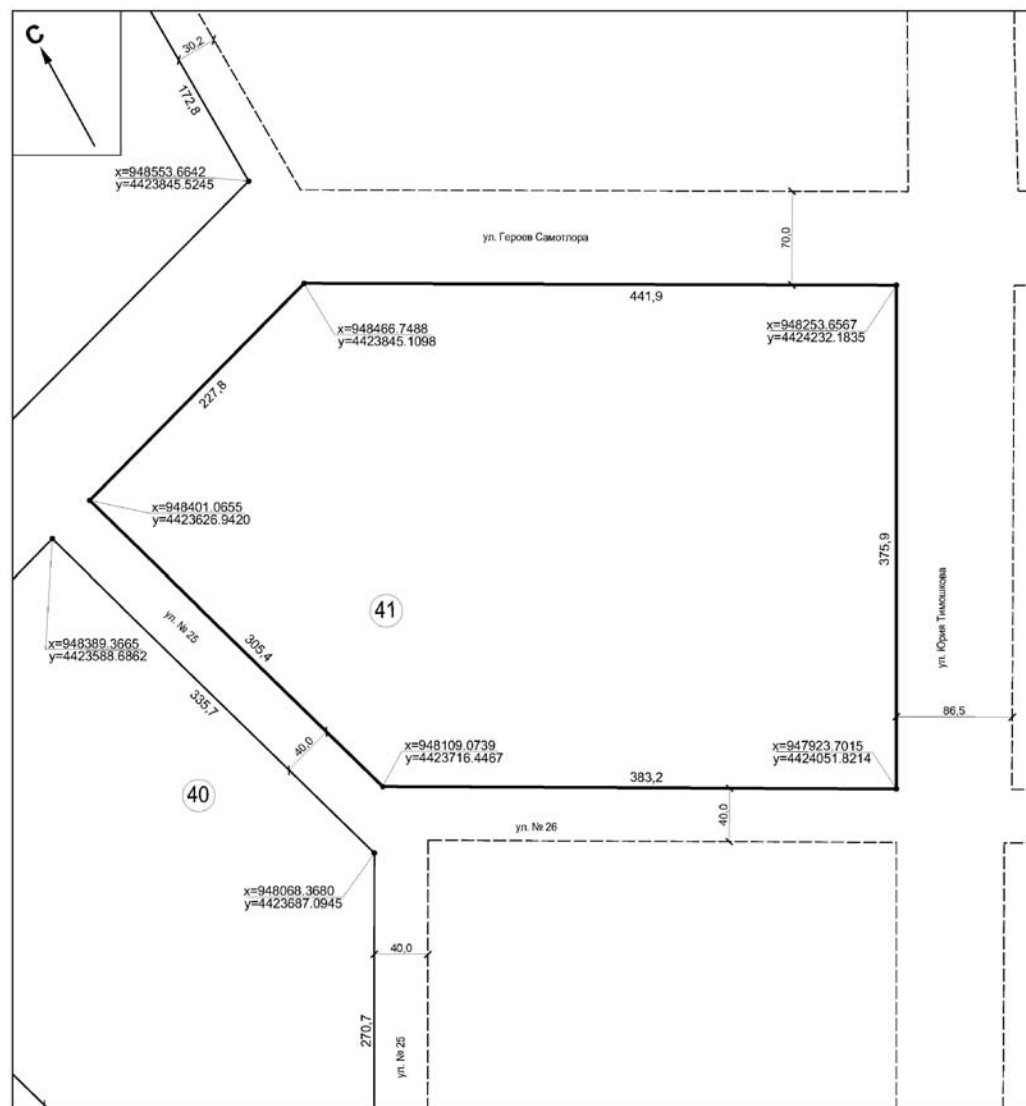 С
30,2
172,8
x=948553.6642
y=4423845.5245
ул. Героев Самотлора
70,0
441,9
x=948466.7488
y=4423845.1098
x=948253.6567
y=4424232.1835
227,8
x=948401.0655
y=4423626.9420
375,9
ул. № 25
41
ул. Юрия Тимошкова
x=948389.3665
y=4423588.6862
305,4
335,7
86,5
40,0
x=948109.0739
y=4423716.4467
x=947923.7015
y=4424051.8214
383,2
40
40,0
ул. № 26
x=948068.3680
y=4423687.0945
40,0
270,7
ул. № 25